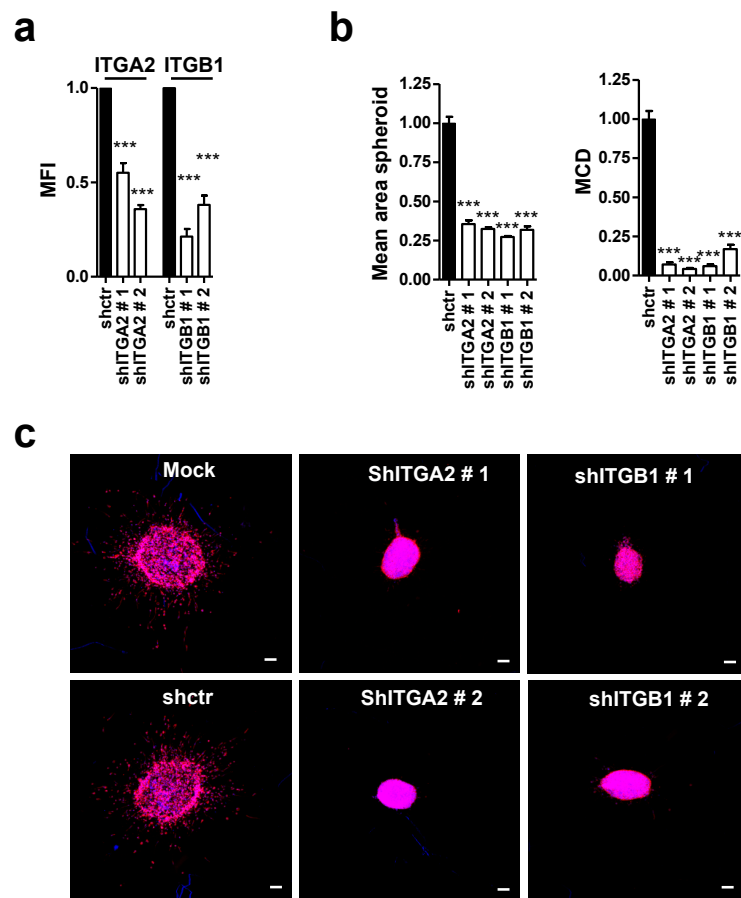 a
ITGA2 ITGB1
MFI
1.0
0.5
0.0
***
***
***
***
shctr
shITGA2 # 1
shITGA2 # 2
shctr
shITGB1 # 1
shITGB1 # 2
b
Mean area spheroid
1.25
1.00
0.75
0.50
0.25
0.00
***
***
***
***
shctr
shITGA2 # 1
shITGA2 # 2
shITGB1 # 1
shITGB1 # 2
MCD
1.25
1.00
0.75
0.50
0.25
0.00
***
***
***
***
shctr
shITGA2 # 1
shITGA2 # 2
shITGB1 # 1
shITGB1 # 2
c
Mock
ShITGA2 # 1
shITGB1 # 1
shctr
ShITGA2 # 2
shITGB1 # 2